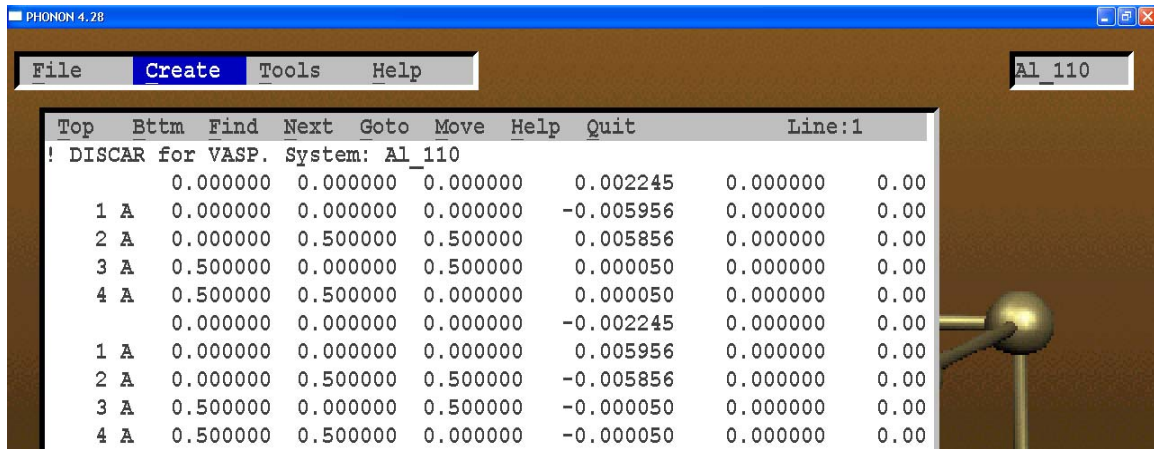 PHONON 4.28
File Create Tools Help Al_110
Top Bttm Find Next Goto Move Help Quit Line:1
! DISCAR for VASP. System: Al_110
0.000000 0.000000 0.000000 0.002245 0.000000 0.00
1 A 0.000000 0.000000 0.000000 -0.005956 0.000000 0.00
2 A 0.000000 0.500000 0.500000 0.005856 0.000000 0.00
3 A 0.500000 0.000000 0.500000 0.000050 0.000000 0.00
4 A 0.500000 0.500000 0.000000 0.000050 0.000000 0.00
0.000000 0.000000 0.000000 -0.002245 0.000000 0.00
1 A 0.000000 0.000000 0.000000 0.005956 0.000000 0.00
2 A 0.000000 0.500000 0.500000 -0.005856 0.000000 0.00
3 A 0.500000 0.000000 0.500000 -0.000050 0.000000 0.00
4 A 0.500000 0.500000 0.000000 -0.000050 0.000000 0.00